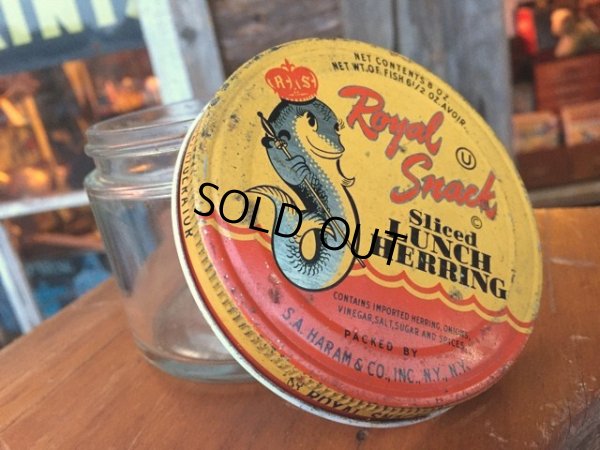 NET CONTENTS 8 OZ.
NET WT. OF FISH 6 1/2 OZ. AVOIR.
R S
Royal
Snack
U
©
Sliced
LUNCH
HERRING
SOLD OUT
CONTAINS IMPORTED HERRING, ONIONS,
VINEGAR, SALT, SUGAR AND SPICES.
PACKED BY
S.A. HARAM & CO., INC., N.Y., N.Y.